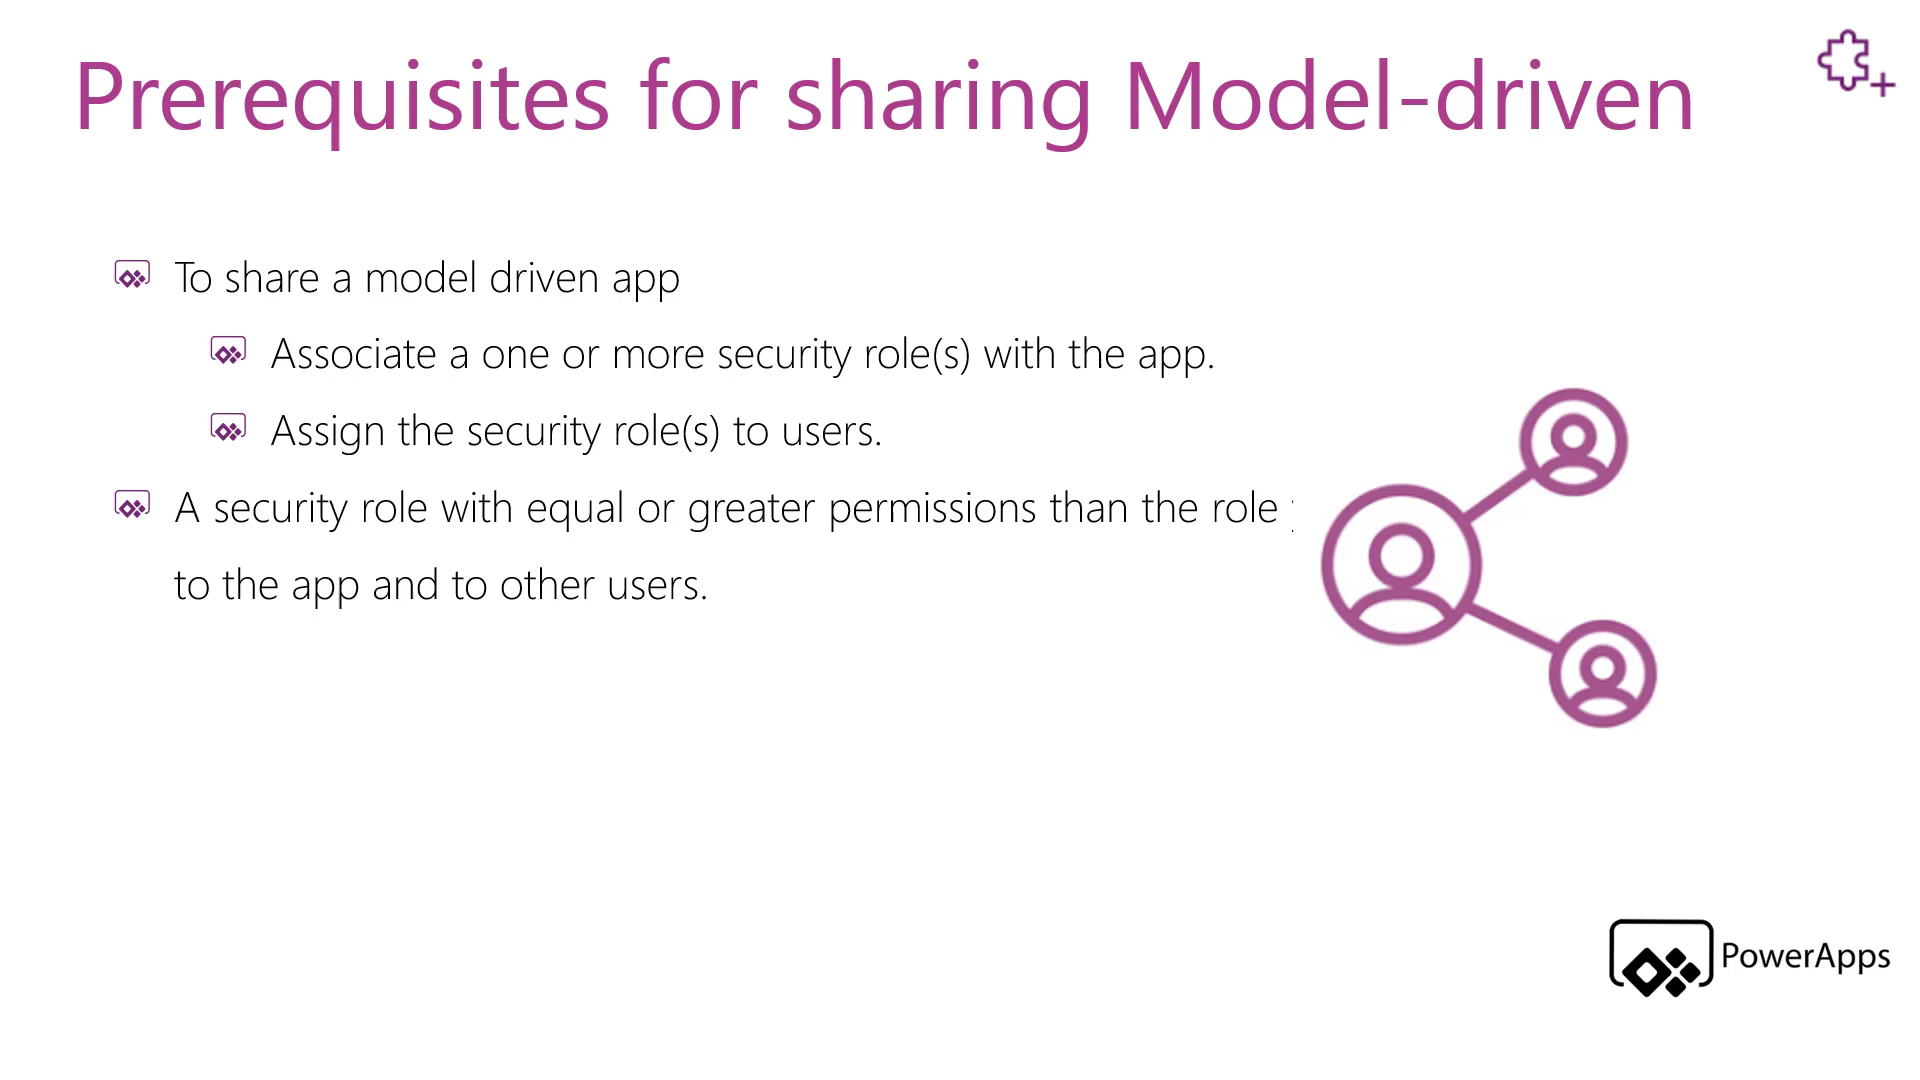 Prerequisites for sharing Model-driven
To share a model driven app
Associate a one or more security role(s) with the app.
Assign the security role(s) to users.
A security role with equal or greater permissions than the role
to the app and to other users.
PowerApps